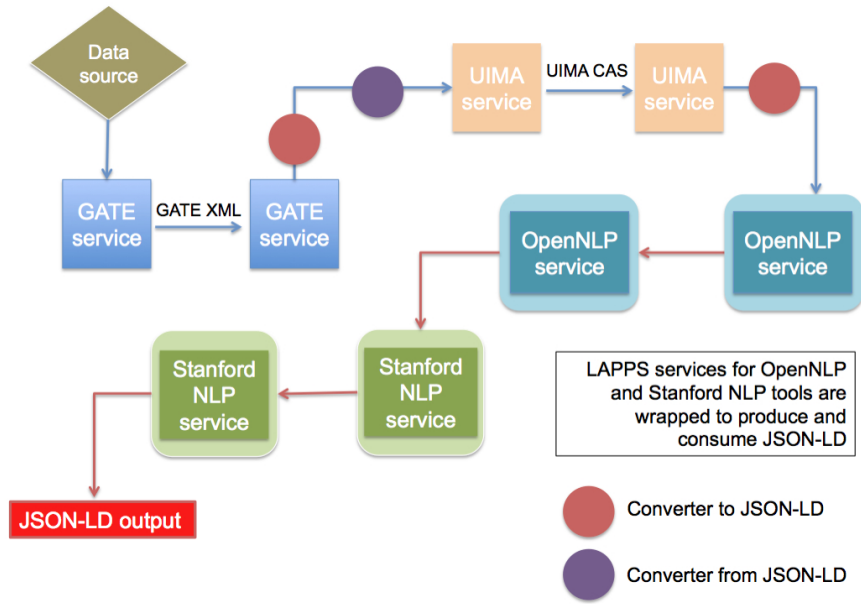 Data
source
UIMA
service
UIMA CAS
UIMA
service
GATE
service
GATE XML
GATE
service
OpenNLP
service
OpenNLP
service
Stanford
NLP
service
Stanford
NLP
service
LAPPS services for OpenNLP
and Stanford NLP tools are
wrapped to produce and
consume JSON-LD
JSON-LD output
Converter to JSON-LD
Converter from JSON-LD